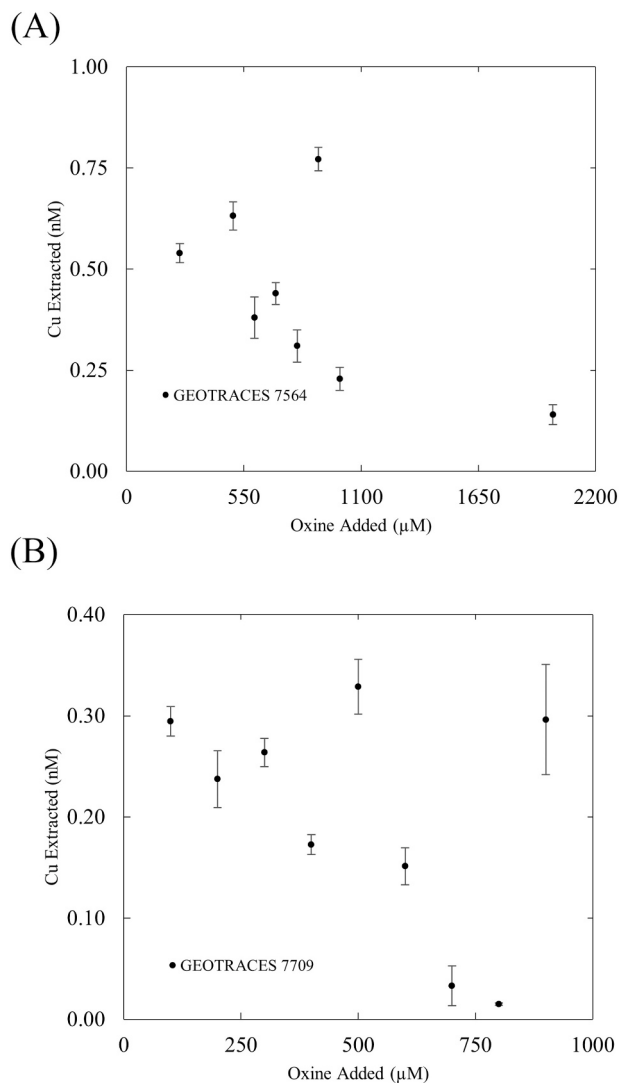 (A)
1.00
0.75
0.50
0.25
0.00
Cu Extracted (nM)
GEOTRACES 7564
0 550 1100 1650 2200
Oxine Added (µM)
(B)
0.40
0.30
0.20
0.10
0.00
Cu Extracted (nM)
GEOTRACES 7709
0 250 500 750 1000
Oxine Added (µM)